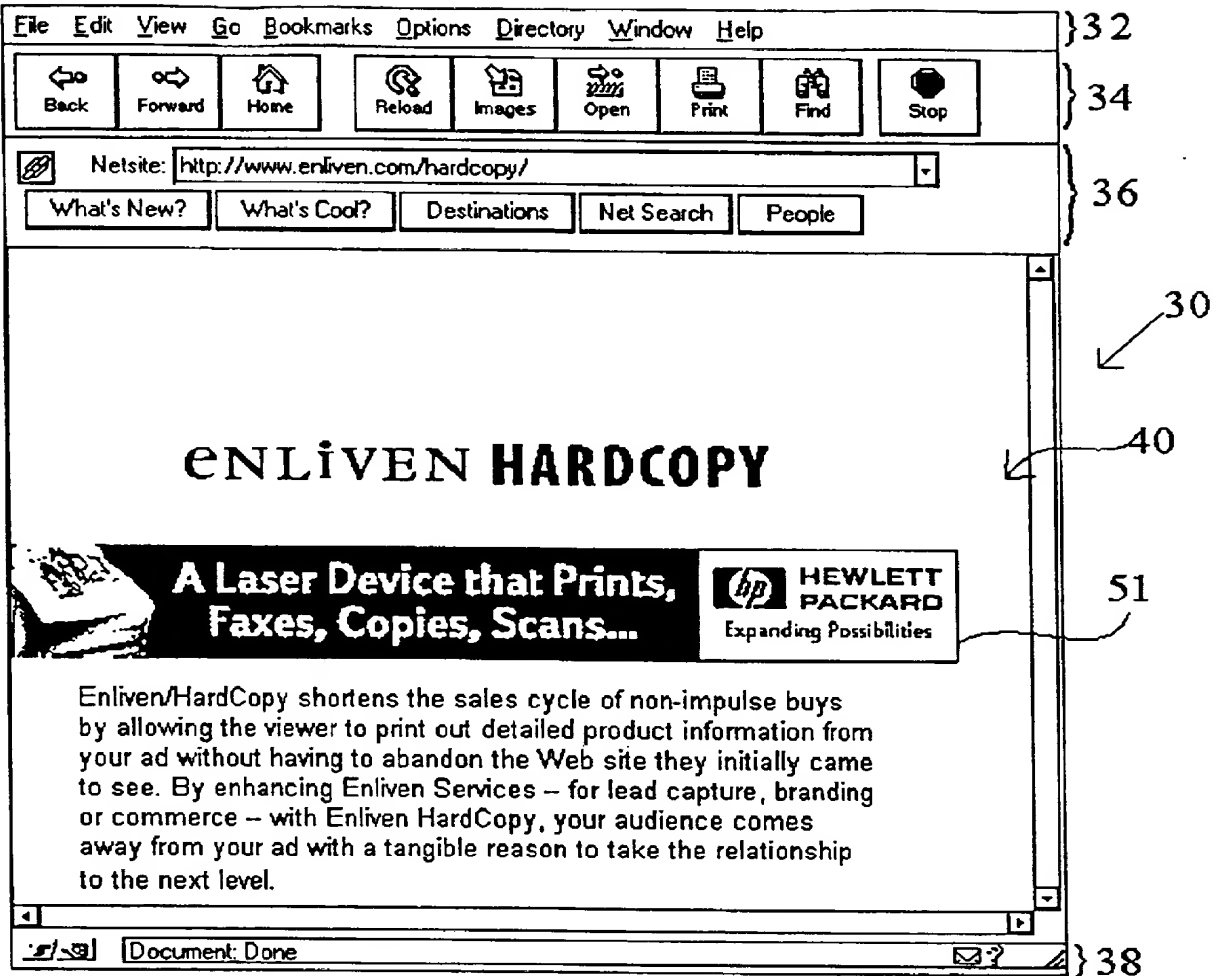 File Edit View Go Bookmarks Options Directory Window Help
32
Back Forward Home Reload Images Open Print Find Stop
34
Netsite: http://www.enliven.com/hardcopy/
36
What's New? What's Cool? Destinations Net Search People
30
40
eNLiVEN HARDCOPY
A Laser Device that Prints,
Faxes, Copies, Scans...
hp HEWLETT
PACKARD
Expanding Possibilities
51
Enliven/HardCopy shortens the sales cycle of non-impulse buys
by allowing the viewer to print out detailed product information from
your ad without having to abandon the Web site they initially came
to see. By enhancing Enliven Services – for lead capture, branding
or commerce – with Enliven HardCopy, your audience comes
away from your ad with a tangible reason to take the relationship
to the next level.
Document: Done
?
38